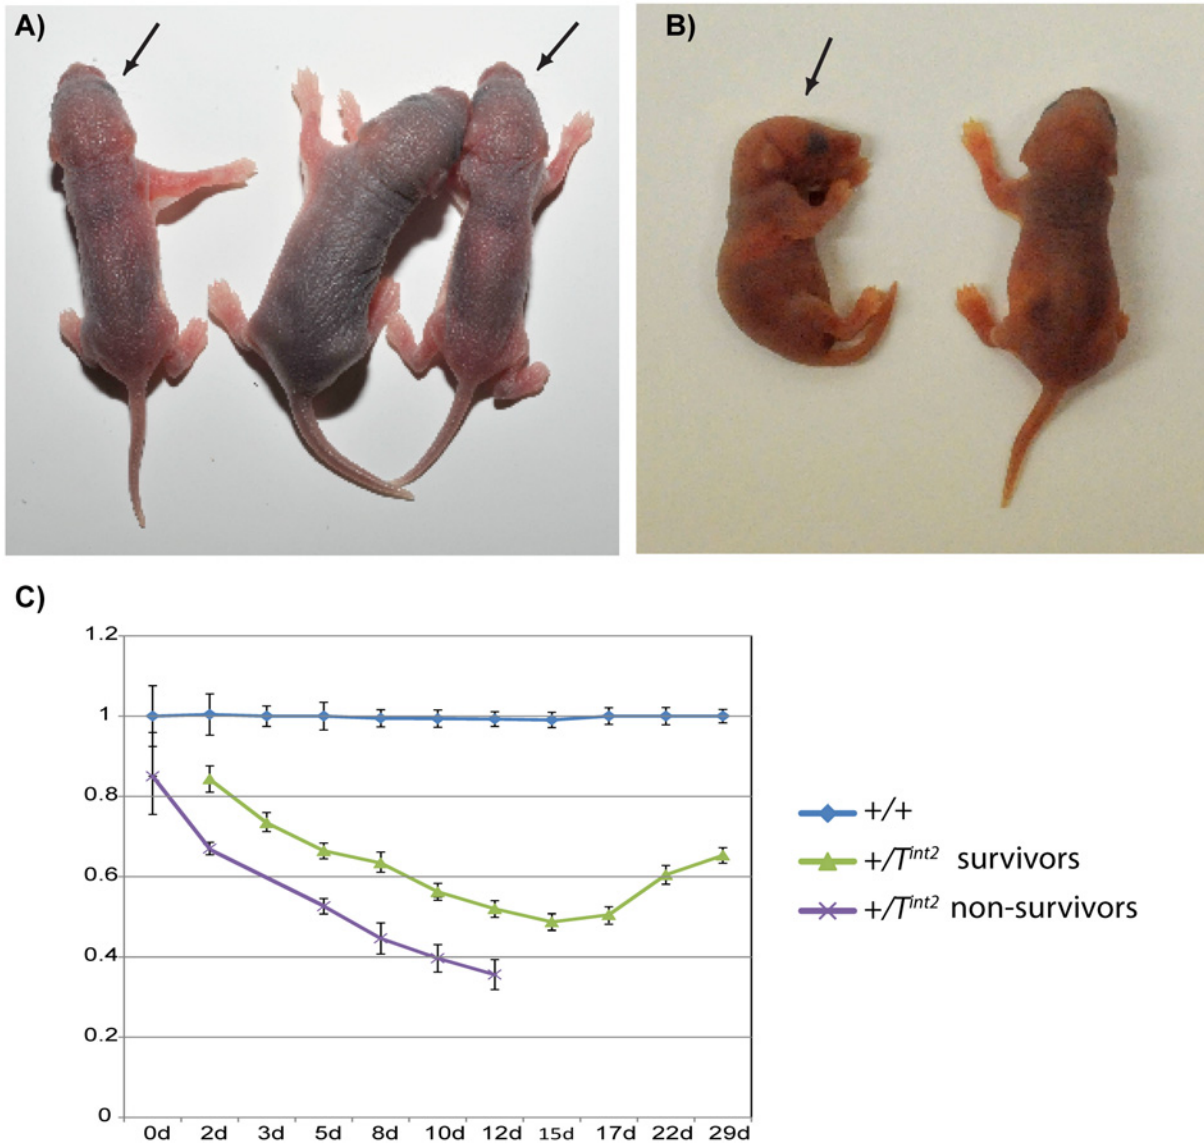 A)
B)
C)
1.2
1
0.8
0.6
0.4
0.2
0
0d 2d 3d 5d 8d 10d 12d 15d 17d 22d 29d
+/+
+/T^int2 survivors
+/T^int2 non-survivors